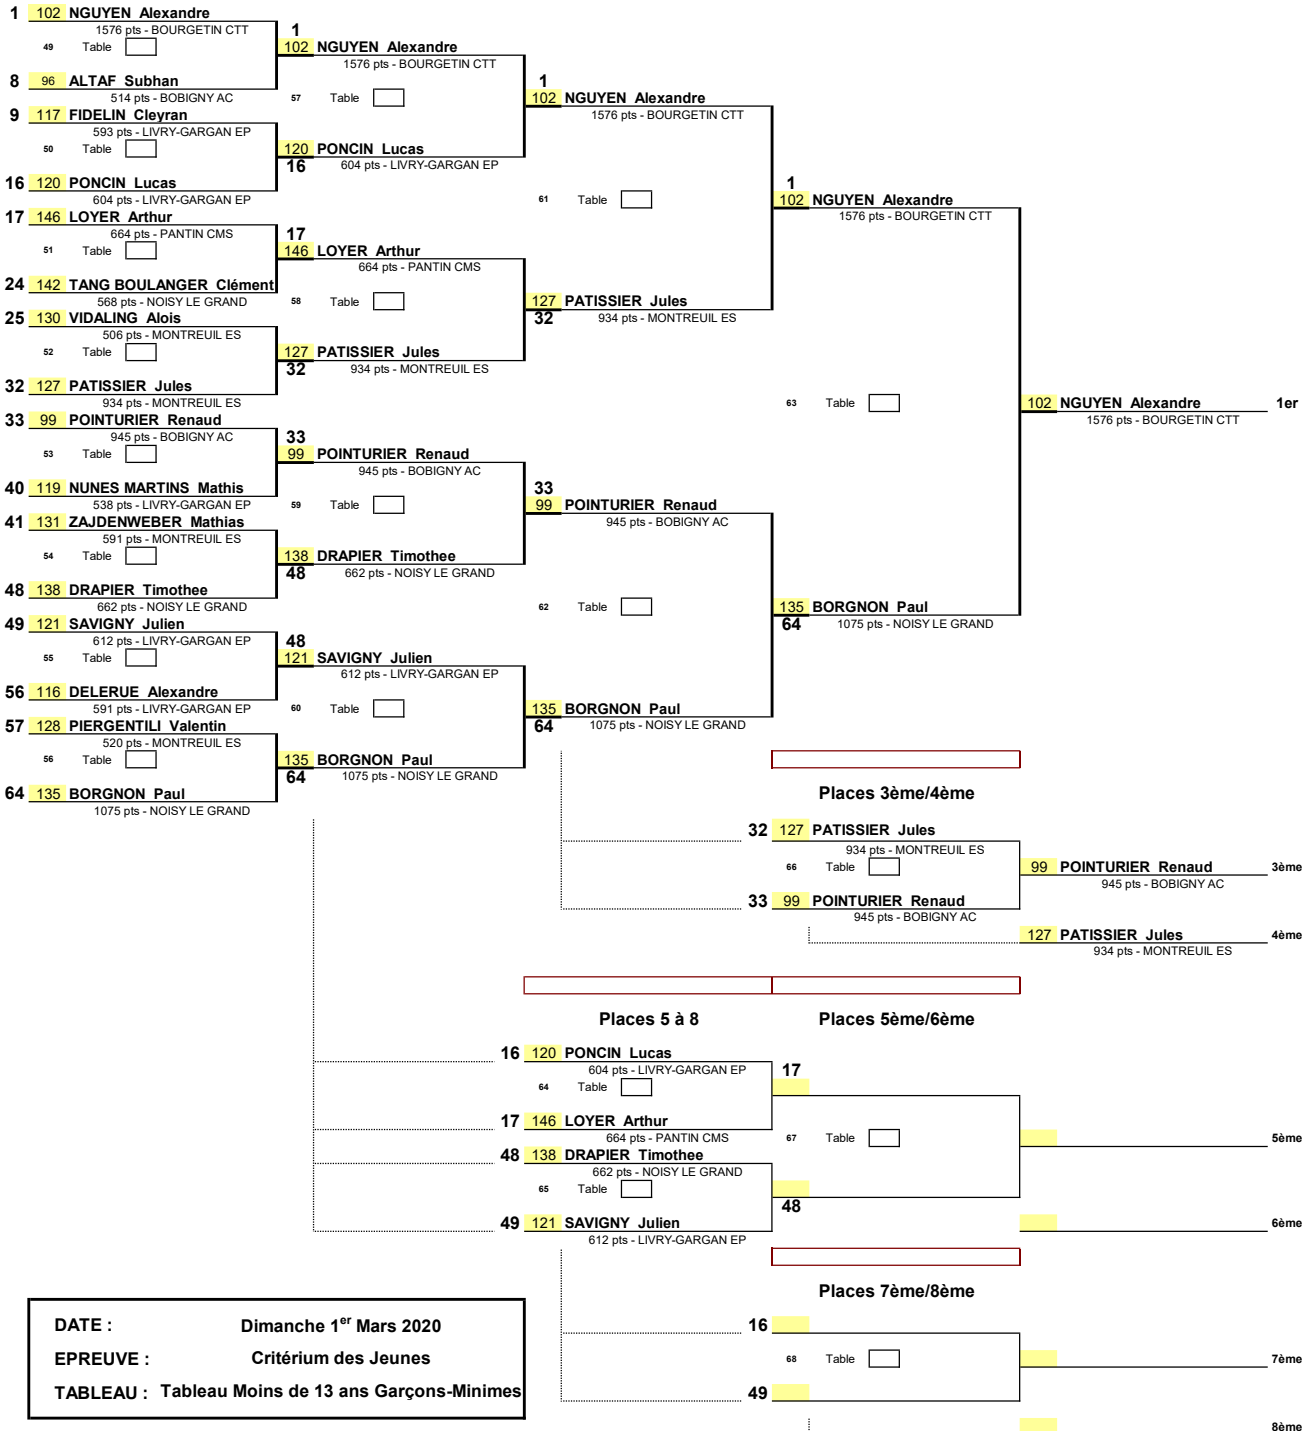 1 102 NGUYEN Alexandre
1576 pts - BOURGETIN CTT
49 Table
8 96 ALTAF Subhan
514 pts - BOBIGNY AC
9 117 FIDELIN Cleyran
593 pts - LIVRY-GARGAN EP
50 Table
16 120 PONCIN Lucas
604 pts - LIVRY-GARGAN EP
17 146 LOYER Arthur
664 pts - PANTIN CMS
51 Table
24 142 TANG BOULANGER Clément
568 pts - NOISY LE GRAND
25 130 VIDALING Alois
506 pts - MONTREUIL ES
52 Table
32 127 PATISSIER Jules
934 pts - MONTREUIL ES
33 99 POINTURIER Renaud
945 pts - BOBIGNY AC
53 Table
40 119 NUNES MARTINS Mathis
538 pts - LIVRY-GARGAN EP
41 131 ZAJDENWEBER Mathias
591 pts - MONTREUIL ES
54 Table
48 138 DRAPIER Timothee
662 pts - NOISY LE GRAND
49 121 SAVIGNY Julien
612 pts - LIVRY-GARGAN EP
55 Table
56 116 DELERUE Alexandre
591 pts - LIVRY-GARGAN EP
57 128 PIERGENTILI Valentin
520 pts - MONTREUIL ES
56 Table
64 135 BORGNON Paul
1075 pts - NOISY LE GRAND
1
102 NGUYEN Alexandre
1576 pts - BOURGETIN CTT
57 Table
120 PONCIN Lucas
16 604 pts - LIVRY-GARGAN EP
17
146 LOYER Arthur
664 pts - PANTIN CMS
58 Table
127 PATISSIER Jules
32 934 pts - MONTREUIL ES
33
99 POINTURIER Renaud
945 pts - BOBIGNY AC
59 Table
138 DRAPIER Timothee
48 662 pts - NOISY LE GRAND
48
121 SAVIGNY Julien
612 pts - LIVRY-GARGAN EP
60 Table
135 BORGNON Paul
64 1075 pts - NOISY LE GRAND
1
102 NGUYEN Alexandre
1576 pts - BOURGETIN CTT
61 Table
127 PATISSIER Jules
32 934 pts - MONTREUIL ES
33
99 POINTURIER Renaud
945 pts - BOBIGNY AC
62 Table
135 BORGNON Paul
64 1075 pts - NOISY LE GRAND
1
102 NGUYEN Alexandre
1576 pts - BOURGETIN CTT
63 Table
135 BORGNON Paul
64 1075 pts - NOISY LE GRAND
102 NGUYEN Alexandre 1er
1576 pts - BOURGETIN CTT
Places 3ème/4ème
32 127 PATISSIER Jules
934 pts - MONTREUIL ES
66 Table
33 99 POINTURIER Renaud
945 pts - BOBIGNY AC
99 POINTURIER Renaud 3ème
945 pts - BOBIGNY AC
127 PATISSIER Jules 4ème
934 pts - MONTREUIL ES
Places 5 à 8
16 120 PONCIN Lucas
604 pts - LIVRY-GARGAN EP
64 Table
17 146 LOYER Arthur
664 pts - PANTIN CMS
48 138 DRAPIER Timothee
662 pts - NOISY LE GRAND
65 Table
49 121 SAVIGNY Julien
612 pts - LIVRY-GARGAN EP
Places 5ème/6ème
17
67 Table
48
5ème
6ème
Places 7ème/8ème
16
68 Table
49
7ème
8ème
DATE : Dimanche 1er Mars 2020
EPREUVE : Critérium des Jeunes
TABLEAU : Tableau Moins de 13 ans Garçons-Minimes